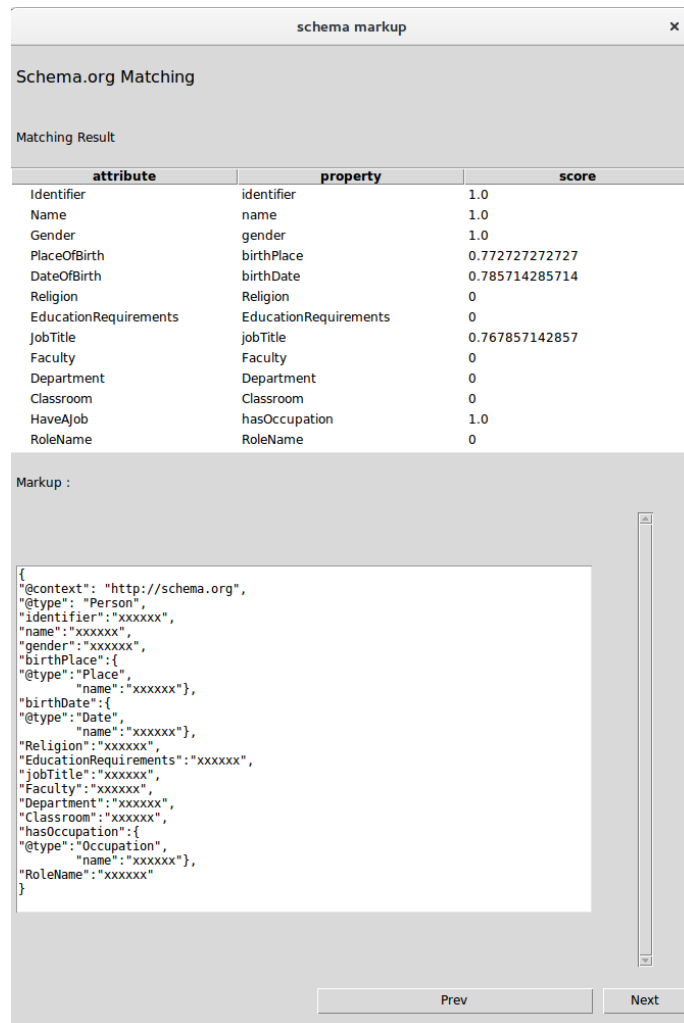 schema markup ×
Schema.org Matching
Matching Result
attribute property score
Identifier identifier 1.0
Name name 1.0
Gender gender 1.0
PlaceOfBirth birthPlace 0.772727272727
DateOfBirth birthDate 0.785714285714
Religion Religion 0
EducationRequirements EducationRequirements 0
JobTitle jobTitle 0.767857142857
Faculty Faculty 0
Department Department 0
Classroom Classroom 0
HaveAJob hasOccupation 1.0
RoleName RoleName 0
Markup :
{
"@context": "http://schema.org",
"@type": "Person",
"identifier":"xxxxxx",
"name":"xxxxxx",
"gender":"xxxxxx",
"birthPlace":{
"@type":"Place",
"name":"xxxxxx"},
"birthDate":{
"@type":"Date",
"name":"xxxxxx"},
"Religion":"xxxxxx",
"EducationRequirements":"xxxxxx",
"jobTitle":"xxxxxx",
"Faculty":"xxxxxx",
"Department":"xxxxxx",
"Classroom":"xxxxxx",
"hasOccupation":{
"@type":"Occupation",
"name":"xxxxxx"},
"RoleName":"xxxxxx"
}
Prev Next